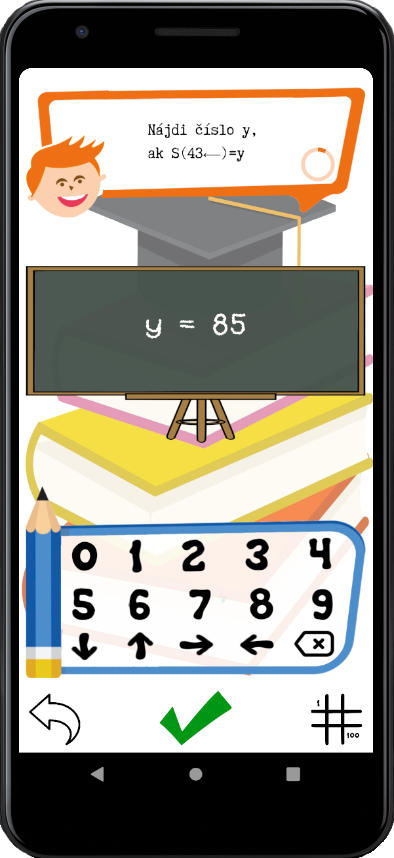 Nájdi číslo y,
ak S(43←)=y
y = 85
0 1 2 3 4
5 6 7 8 9
↓ ↑ → ← ⌫
1
100